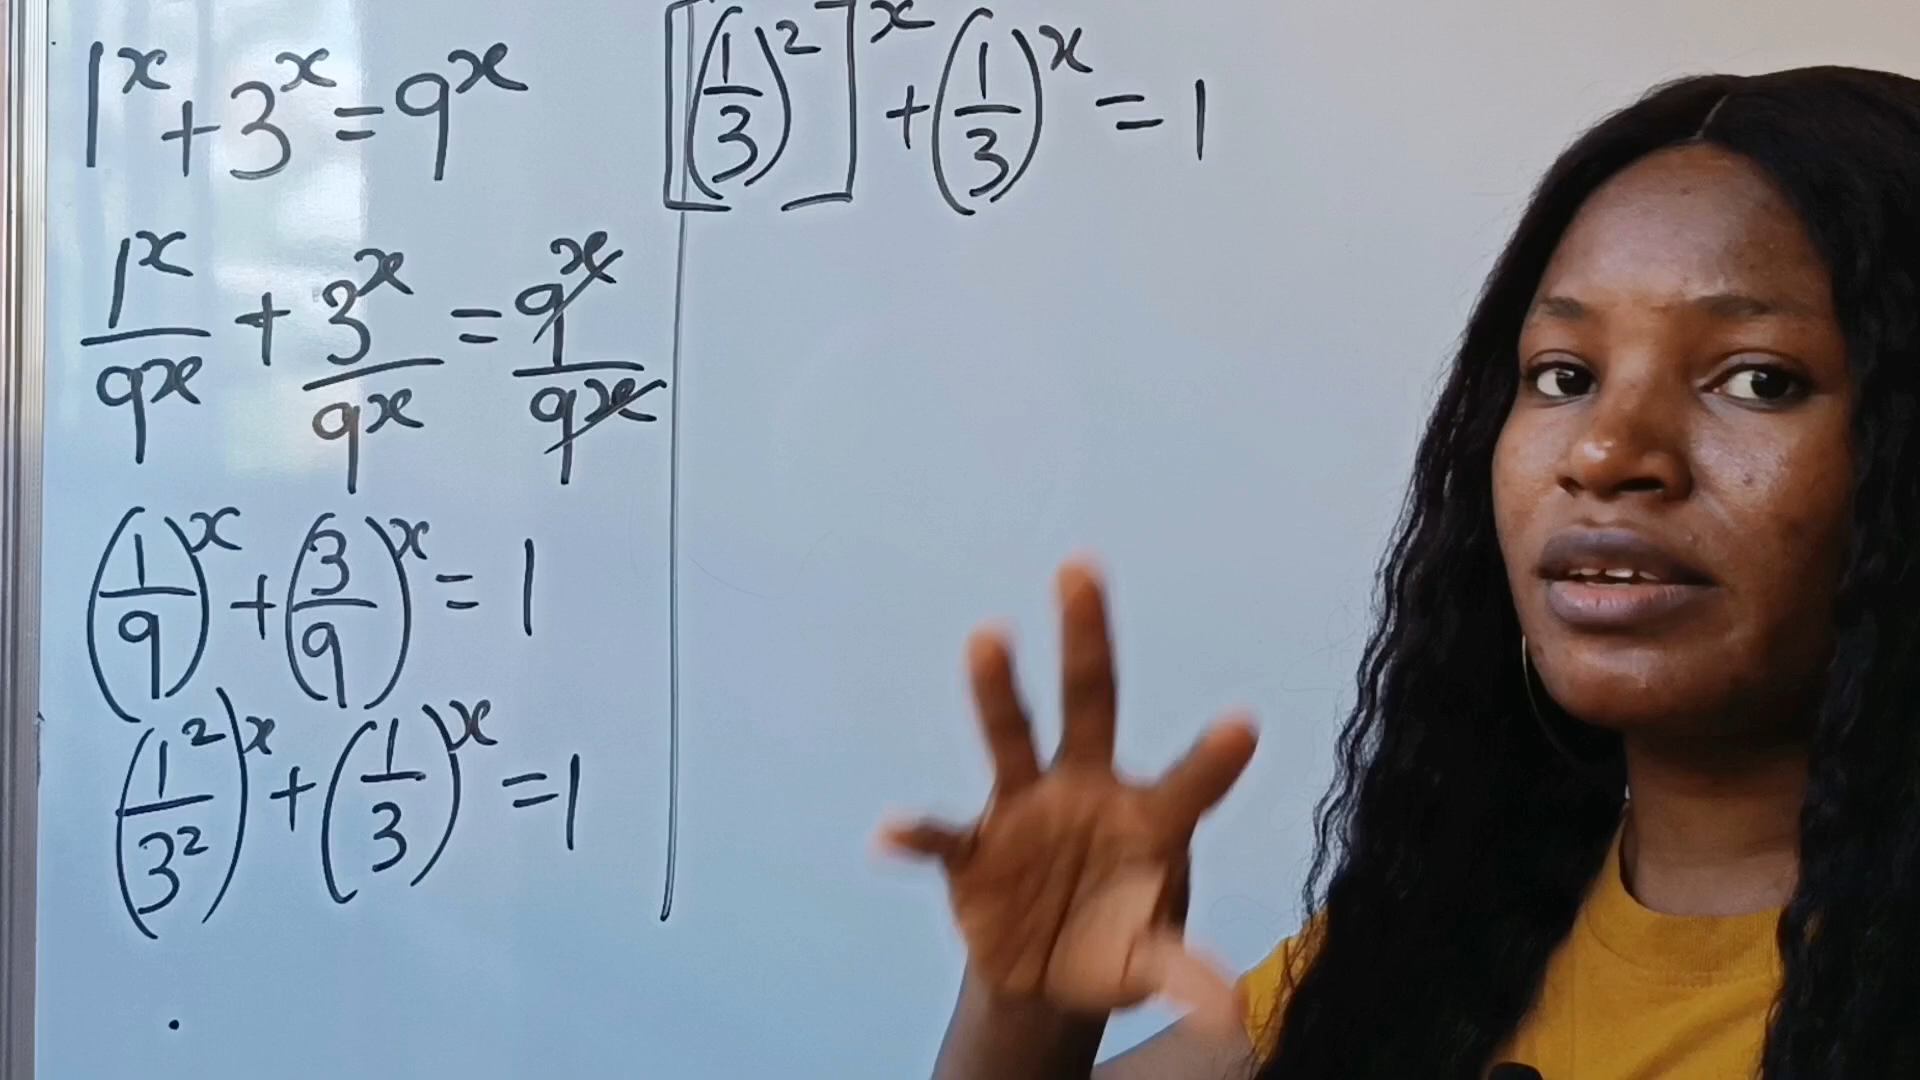 1^x + 3^x = 9^x
1^x/9^x + 3^x/9^x = 9^x/9^x
(1/9)^x + (3/9)^x = 1
(1^2/3^2)^x + (1/3)^x = 1
[(1/3)^2]^x + (1/3)^x = 1